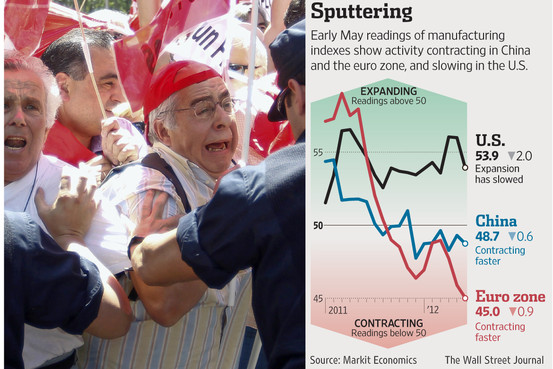 un F
Sputtering
Early May readings of manufacturing
indexes show activity contracting in China
and the euro zone, and slowing in the U.S.
EXPANDING
Readings above 50
55
50
45
2011
'12
CONTRACTING
Readings below 50
U.S.
53.9 ▼2.0
Expansion
has slowed
China
48.7 ▼0.6
Contracting
faster
Euro zone
45.0 ▼0.9
Contracting
faster
Source: Markit Economics
The Wall Street Journal